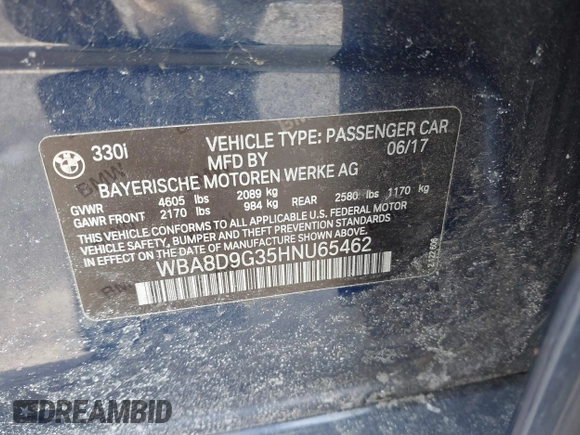 BMW
330i
VEHICLE TYPE: PASSENGER CAR
MFD BY 06/17
BAYERISCHE MOTOREN WERKE AG
GVWR 4605 lbs 2089 kg
GAWR FRONT 2170 lbs 984 kg REAR 2580 lbs 1170 kg
THIS VEHICLE CONFORMS TO ALL APPLICABLE U.S. FEDERAL MOTOR
VEHICLE SAFETY, BUMPER, AND THEFT PREVENTION STANDARDS
IN EFFECT ON THE DATE OF MANUFACTURE SHOWN ABOVE.
WBA8D9G35HNU65462
DREAMBID